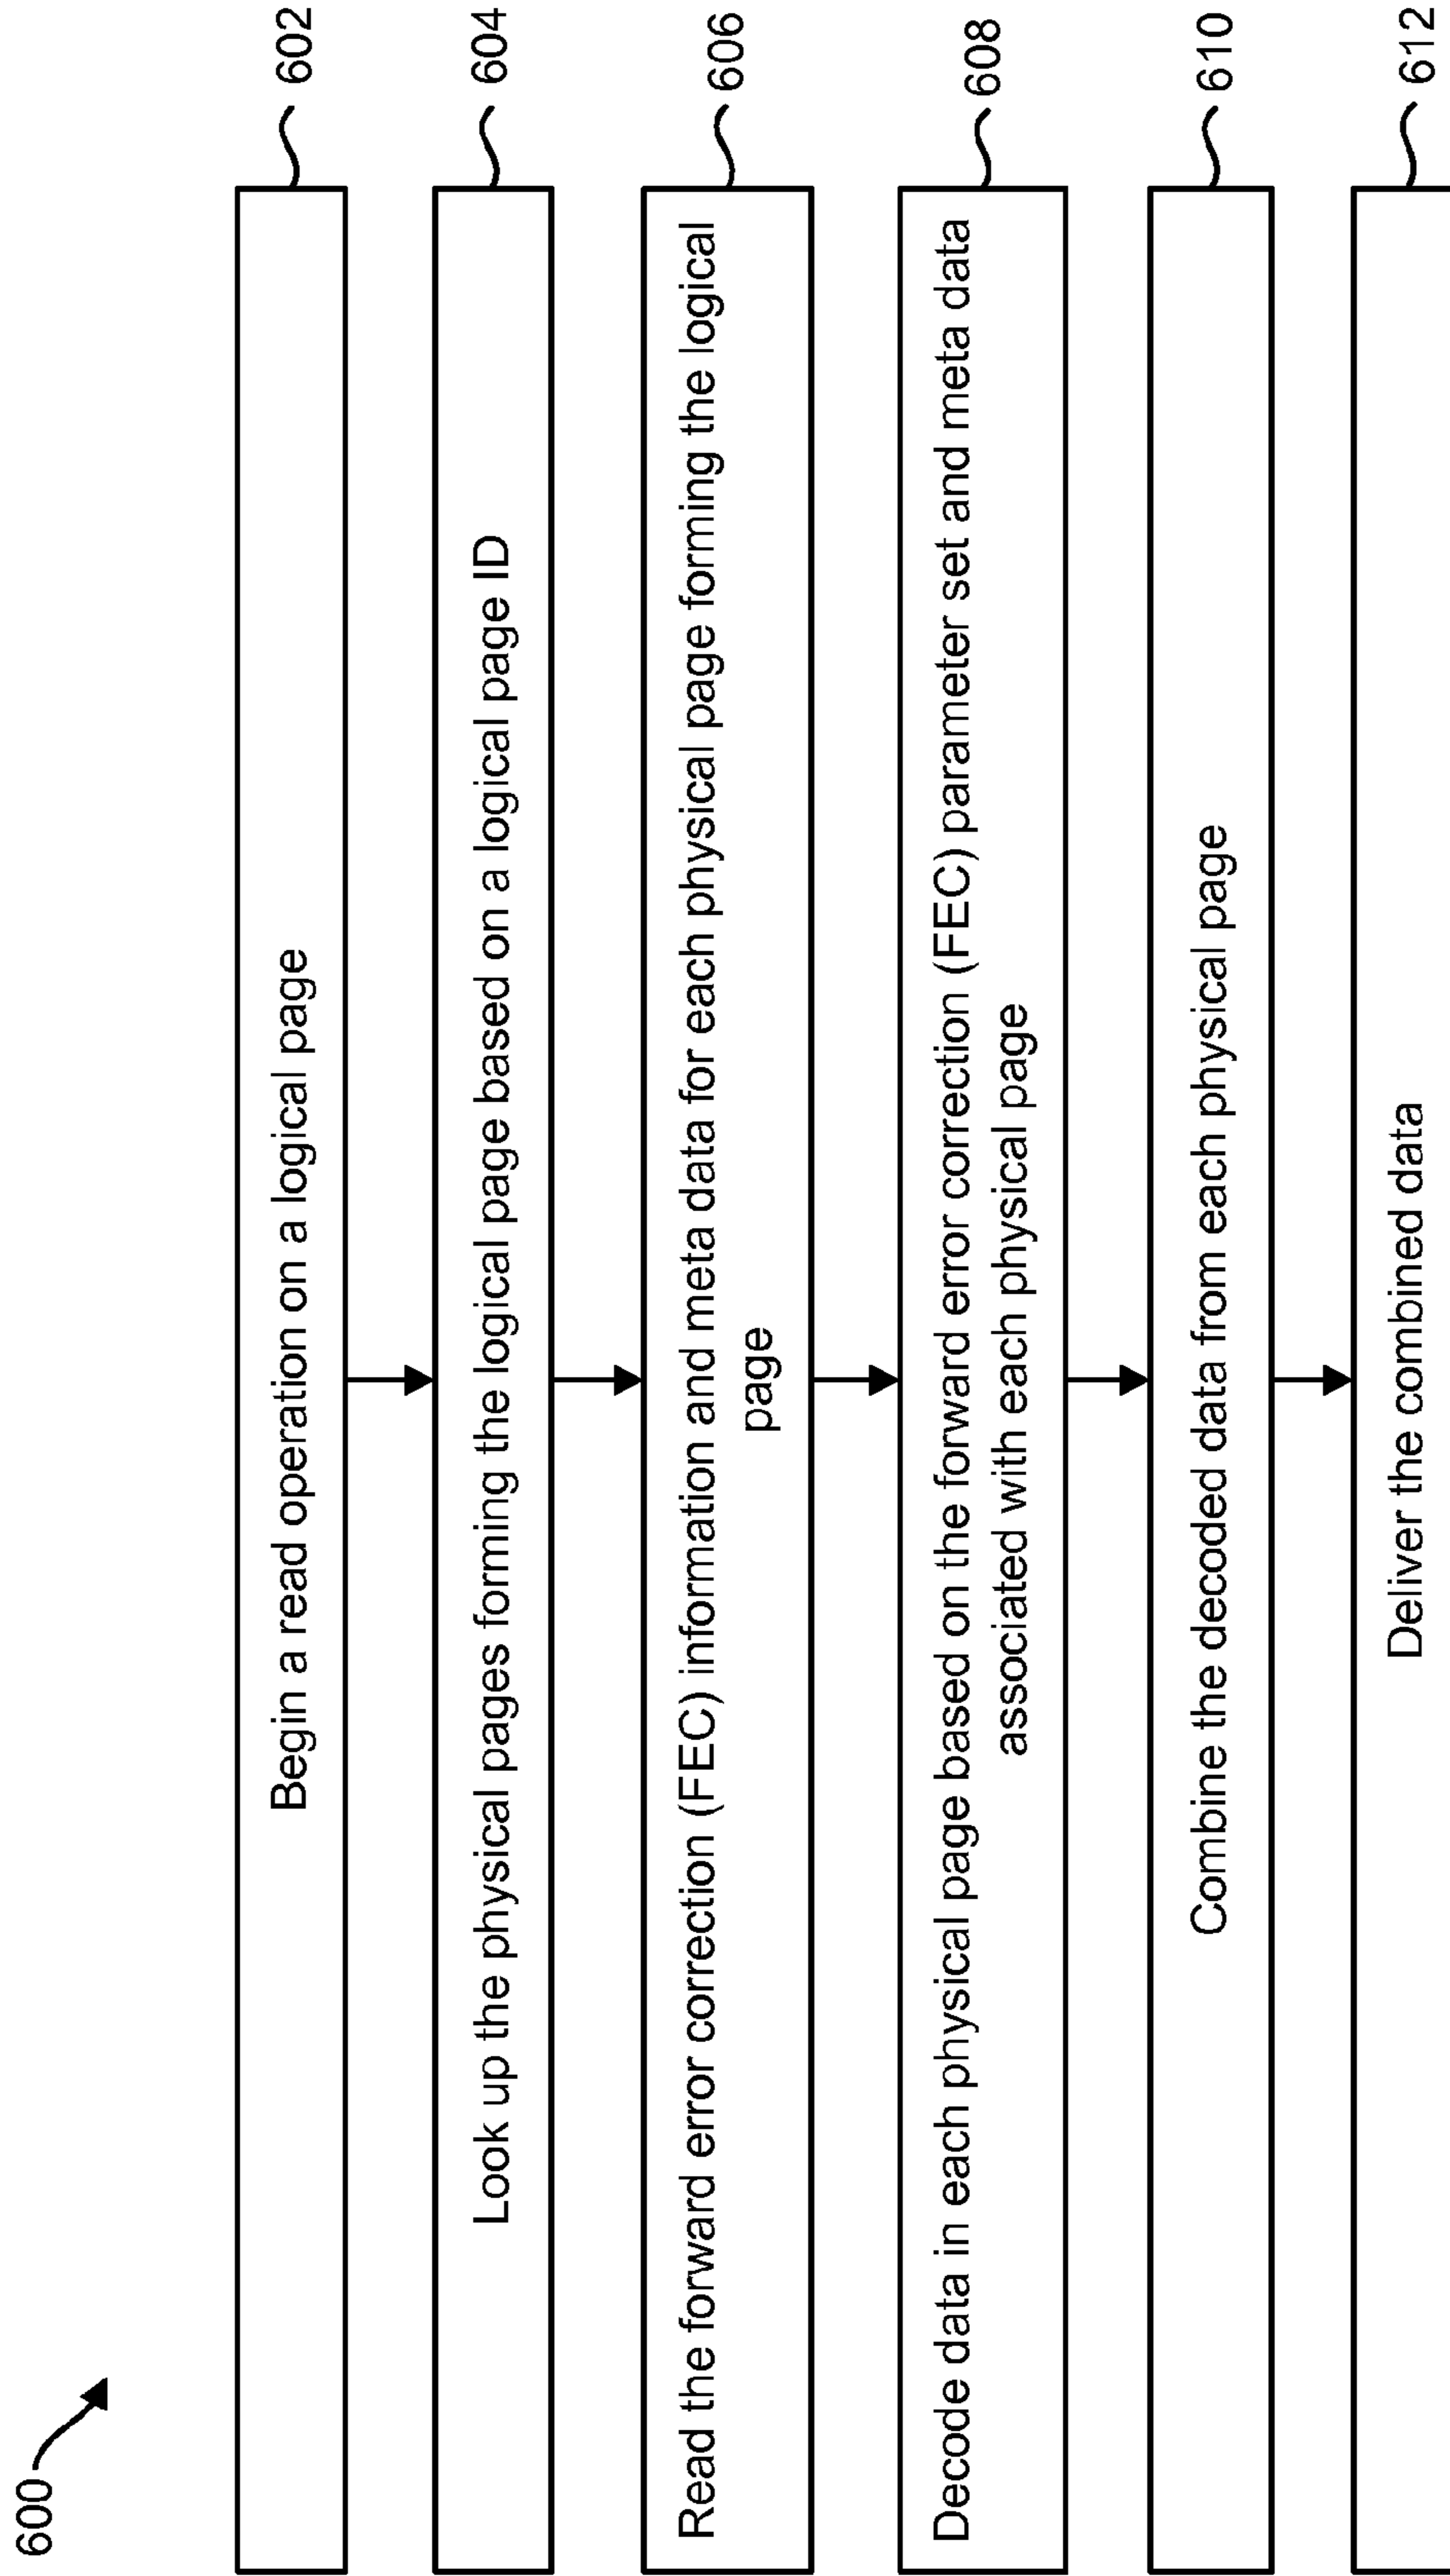 600
Begin a read operation on a logical page
602
Look up the physical pages forming the logical page based on a logical page ID
604
Read the forward error correction (FEC) information and meta data for each physical page forming the logical
page
606
Decode data in each physical page based on the forward error correction (FEC) parameter set and meta data
associated with each physical page
608
Combine the decoded data from each physical page
610
Deliver the combined data
612